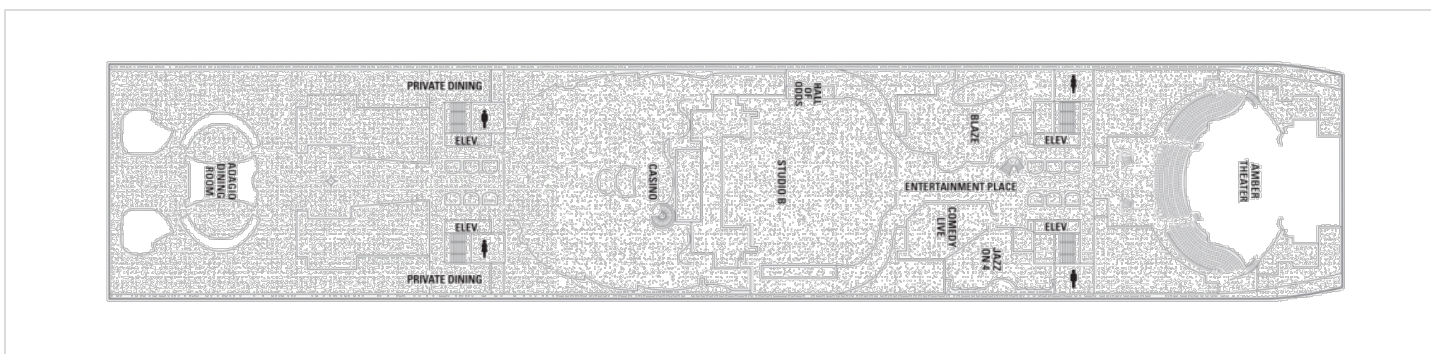 PRIVATE DINING
ELEV.
HALL
OF
ODDS
BLAZE
ELEV.
ADAGIO
DINING
ROOM
CASINO
STUDIO B
ENTERTAINMENT PLACE
AMBER
THEATER
COMEDY
LIVE
JAZZ
ON 4
ELEV.
PRIVATE DINING
ELEV.